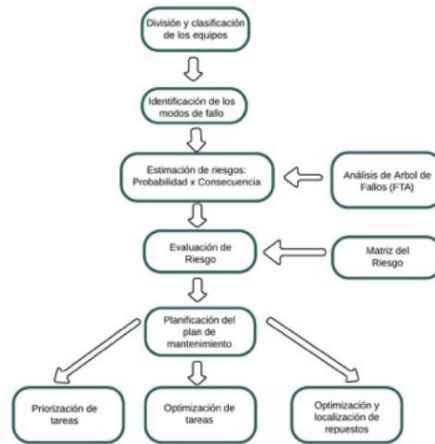 División y clasificación
de los equipos
Identificación de los
modos de fallo
Estimación de riesgos:
Probabilidad x Consecuencia
Análisis de Arbol de
Fallos (FTA)
Evaluación de
Riesgo
Matriz del
Riesgo
Planificación del
plan de
mantenimiento
Priorización de
tareas
Optimización de
tareas
Optimización y
localización de
repuestos